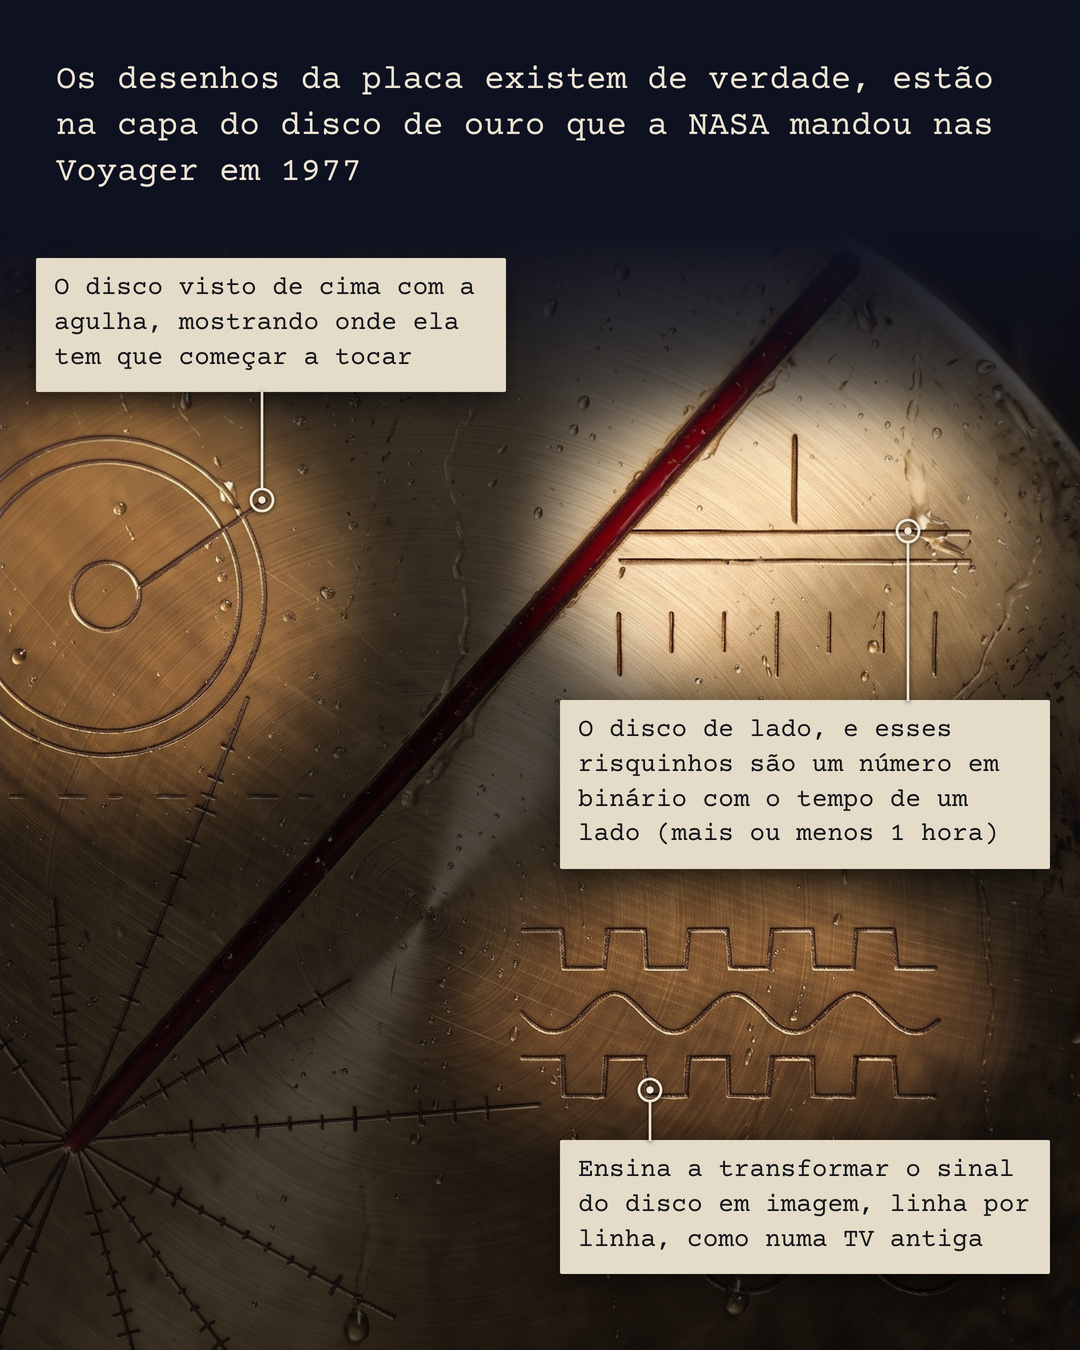 Os desenhos da placa existem de verdade, estão
na capa do disco de ouro que a NASA mandou nas
Voyager em 1977
O disco visto de cima com a
agulha, mostrando onde ela
tem que começar a tocar
O disco de lado, e esses
risquinhos são um número em
binário com o tempo de um
lado (mais ou menos 1 hora)
Ensina a transformar o sinal
do disco em imagem, linha por
linha, como numa TV antiga